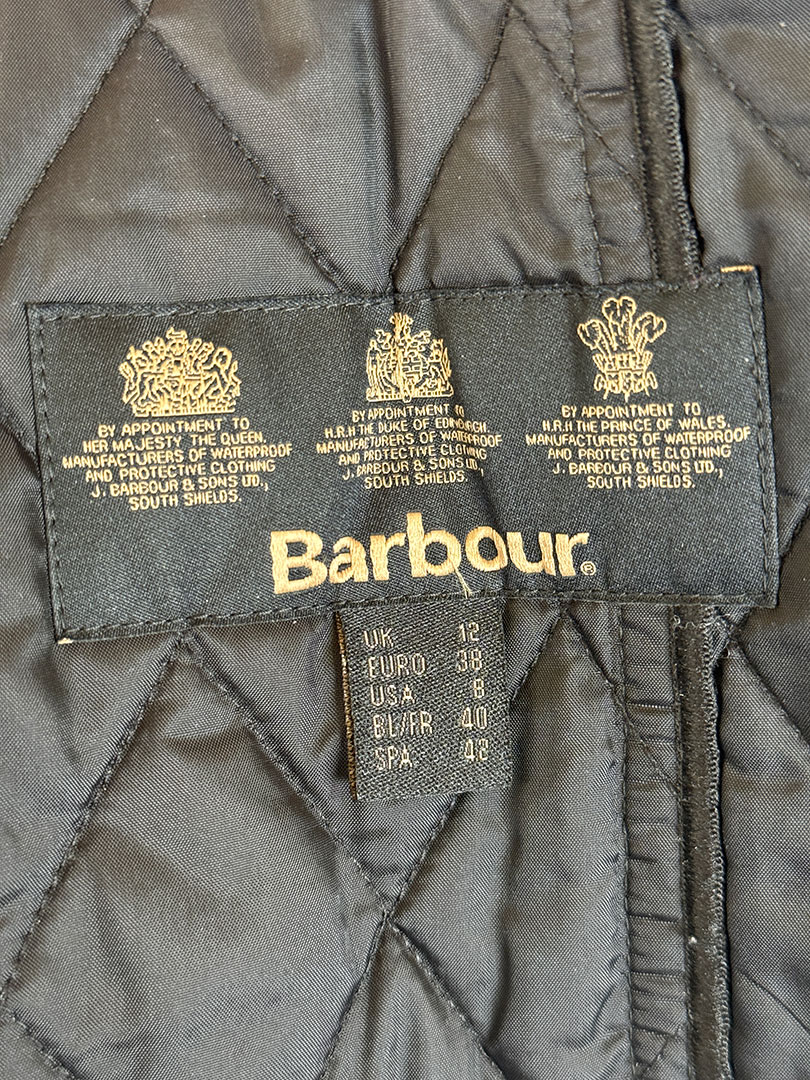 BY APPOINTMENT TO
HER MAJESTY THE QUEEN,
MANUFACTURERS OF WATERPROOF
AND PROTECTIVE CLOTHING
J. BARBOUR & SONS LTD.,
SOUTH SHIELDS.
BY APPOINTMENT TO
H.R.H THE DUKE OF EDINBURGH
MANUFACTURERS OF WATERPROOF
AND PROTECTIVE CLOTHING
J. BARBOUR & SONS LTD.,
SOUTH SHIELDS.
BY APPOINTMENT TO
H.R.H THE PRINCE OF WALES,
MANUFACTURERS OF WATERPROOF
AND PROTECTIVE CLOTHING
J. BARBOUR & SONS LTD.,
SOUTH SHIELDS.
Barbour®
UK 12
EURO 38
USA 8
BL/FR 40
SPA 42